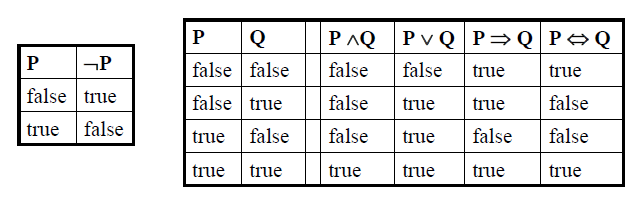 P ¬P
false true
true false
P Q P ∧Q P ∨ Q P ⇒ Q P ⇔ Q
false false false false true true
false true false true true false
true false false true false false
true true true true true true